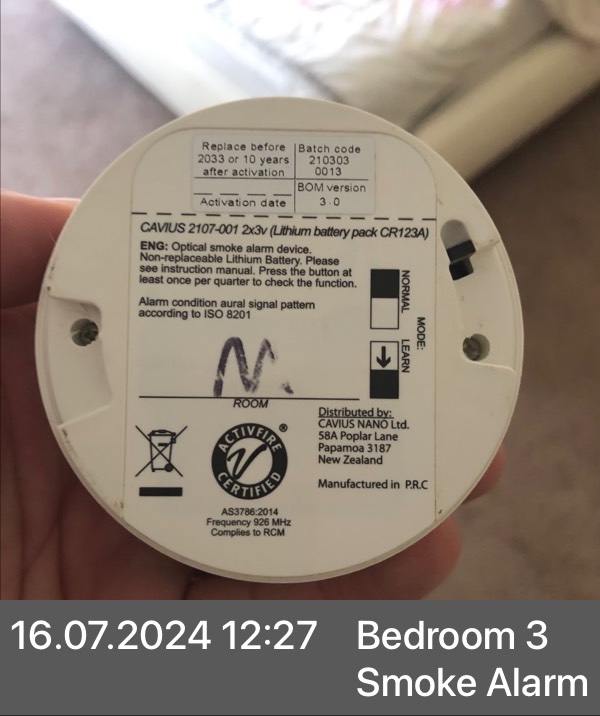 Replace before
2033 or 10 years
after activation
Activation date
Batch code
210303
0013
BOM version
3.0
CAVIUS 2107-001 2x3v (Lithium battery pack CR123A)
ENG: Optical smoke alarm device.
Non-replaceable Lithium Battery. Please
see instruction manual. Press the button at
least once per quarter to check the function.
Alarm condition aural signal pattern
according to ISO 8201
NORMAL
MODE:
LEARN
N.
ROOM
ACTIVFIRE®
CERTIFIED
AS3786:2014
Frequency 926 MHz
Complies to RCM
Distributed by:
CAVIUS NANO Ltd.
58A Poplar Lane
Papamoa 3187
New Zealand
Manufactured in P.R.C
16.07.2024 12:27
Bedroom 3
Smoke Alarm